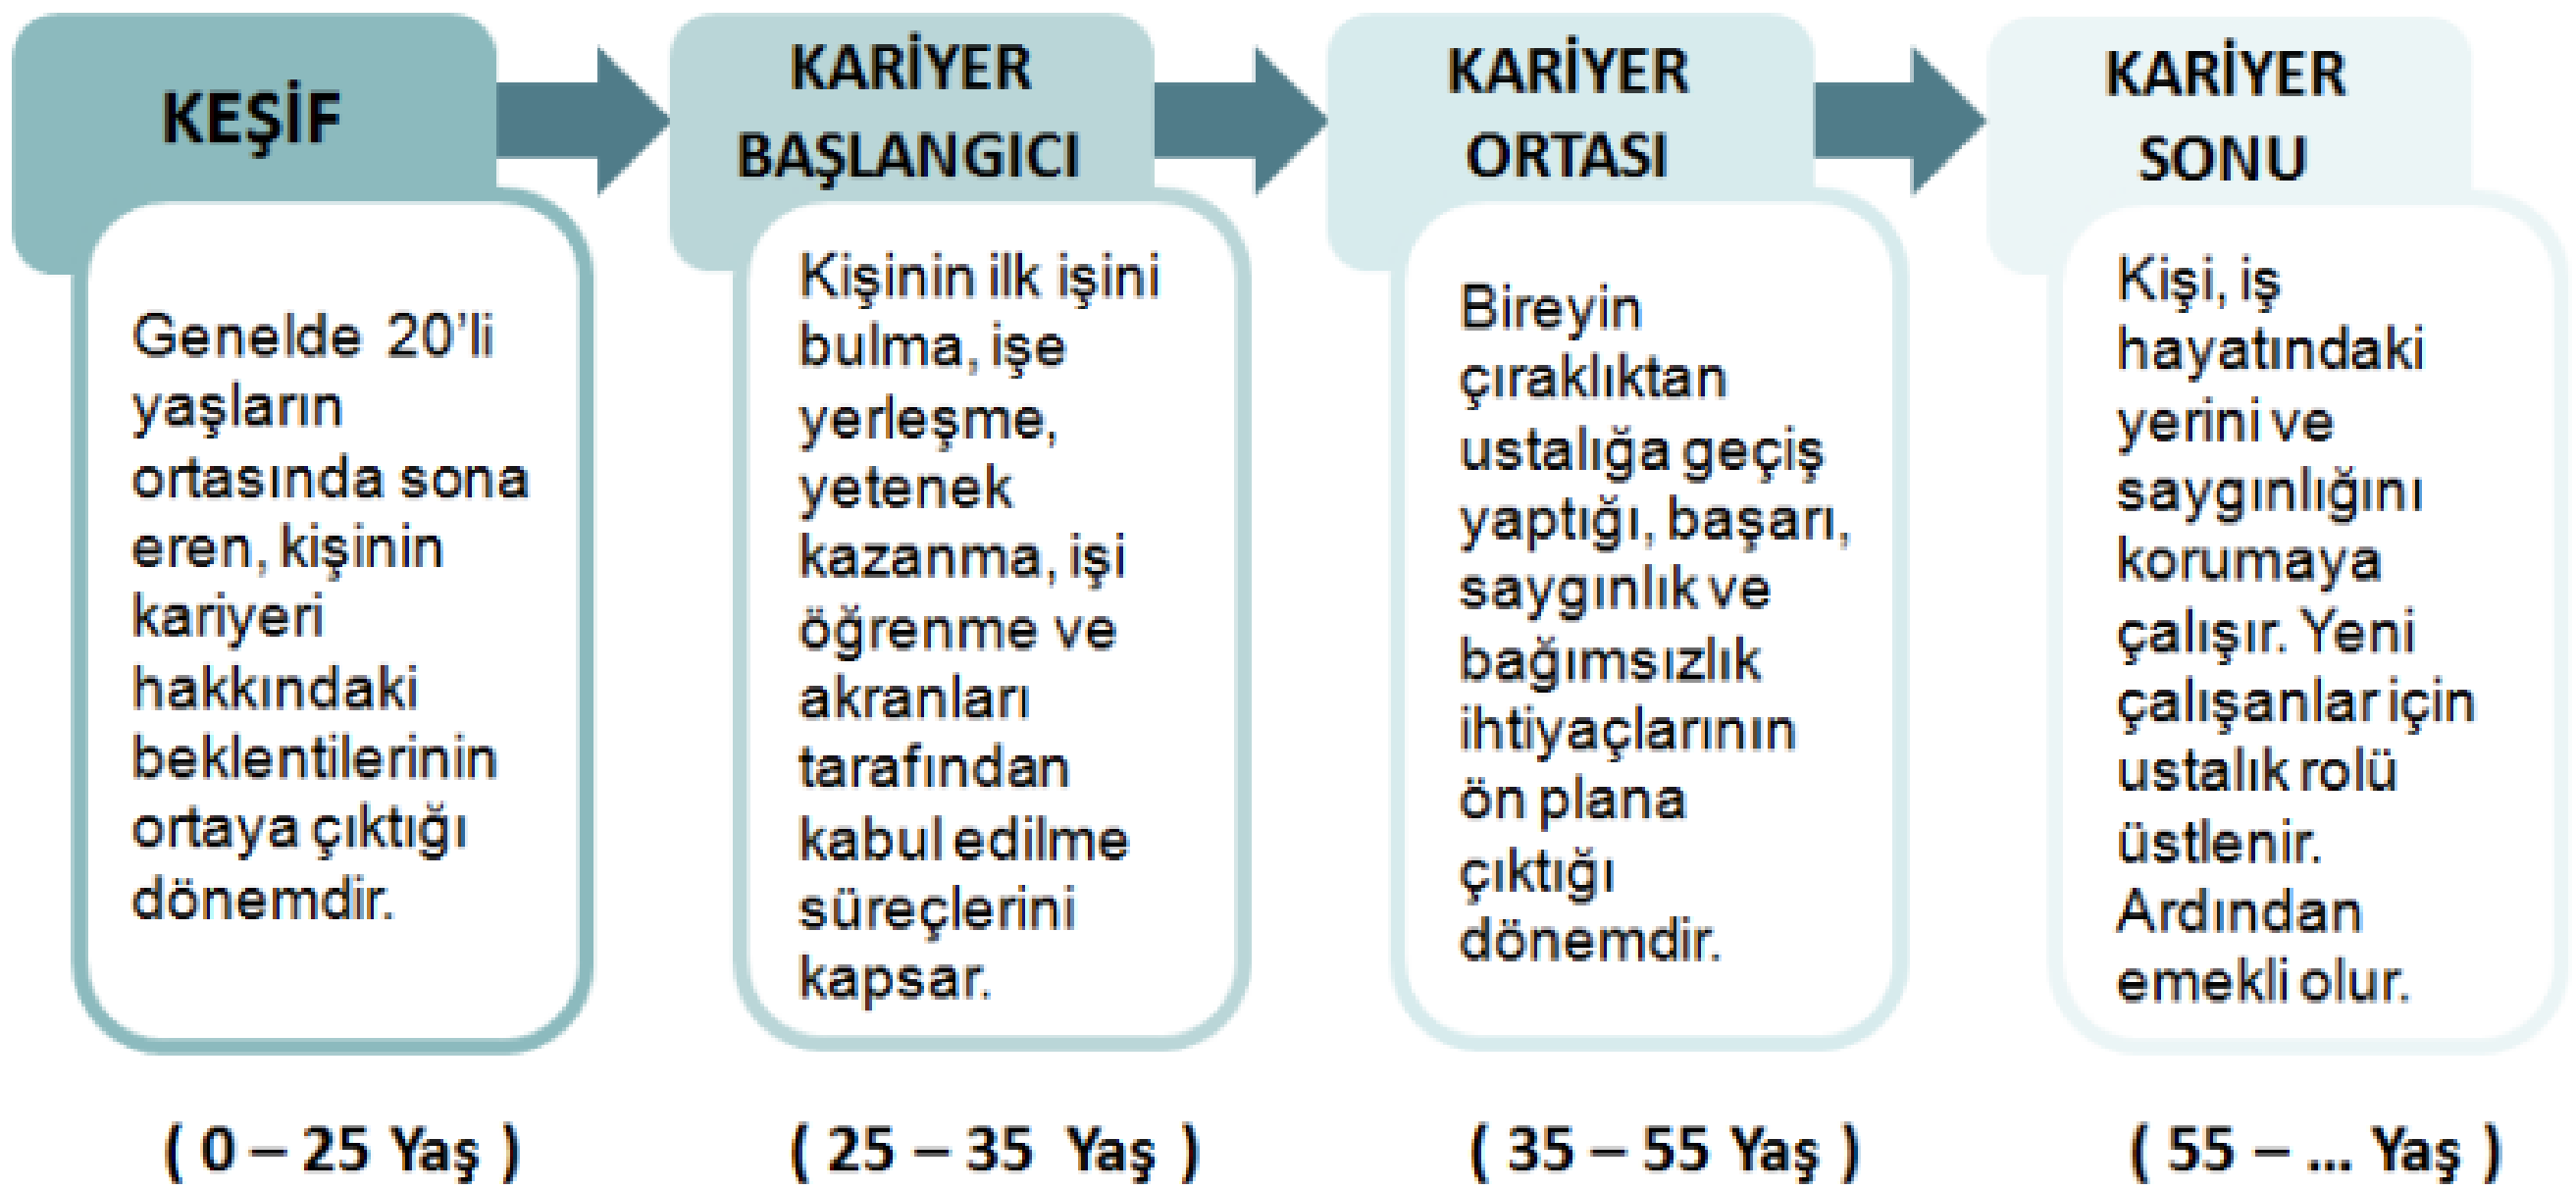 KEŞİF
Genelde 20'li
yaşların
ortasında sona
eren, kişinin
kariyeri
hakkındaki
beklentilerinin
ortaya çıktığı
dönemdir.
( 0 – 25 Yaş )
KARİYER
BAŞLANGICI
Kişinin ilk işini
bulma, işe
yerleşme,
yetenek
kazanma, işi
öğrenme ve
akranları
tarafından
kabul edilme
süreçlerini
kapsar.
( 25 – 35 Yaş )
KARİYER
ORTASI
Bireyin
çıraklıktan
ustalığa geçiş
yaptığı, başarı,
saygınlık ve
bağımsızlık
ihtiyaçlarının
ön plana
çıktığı
dönemdir.
( 35 – 55 Yaş )
KARİYER
SONU
Kişi, iş
hayatındaki
yerini ve
saygınlığını
korumaya
çalışır. Yeni
çalışanlar için
ustalık rolü
üstlenir.
Ardından
emekli olur.
( 55 – ... Yaş )